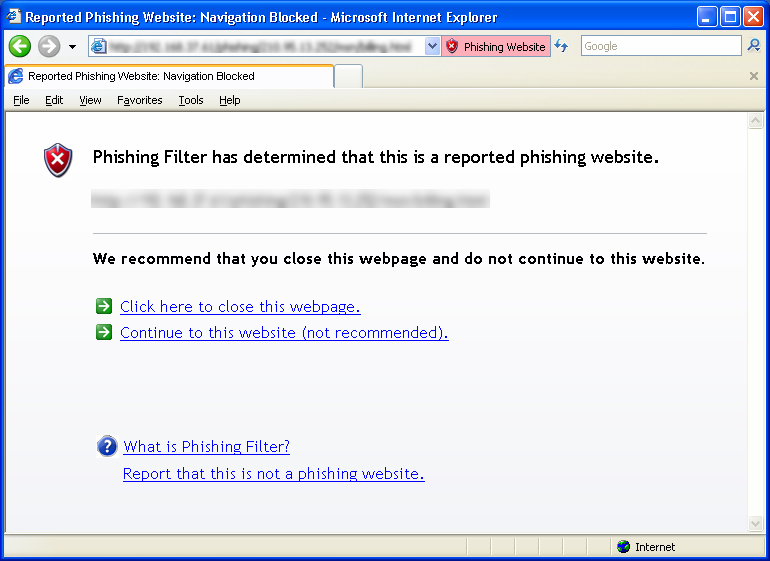 Reported Phishing Website: Navigation Blocked - Microsoft Internet Explorer
Phishing Website
Google
Reported Phishing Website: Navigation Blocked
File Edit View Favorites Tools Help
Phishing Filter has determined that this is a reported phishing website.
We recommend that you close this webpage and do not continue to this website.
Click here to close this webpage.
Continue to this website (not recommended).
What is Phishing Filter?
Report that this is not a phishing website.
Internet